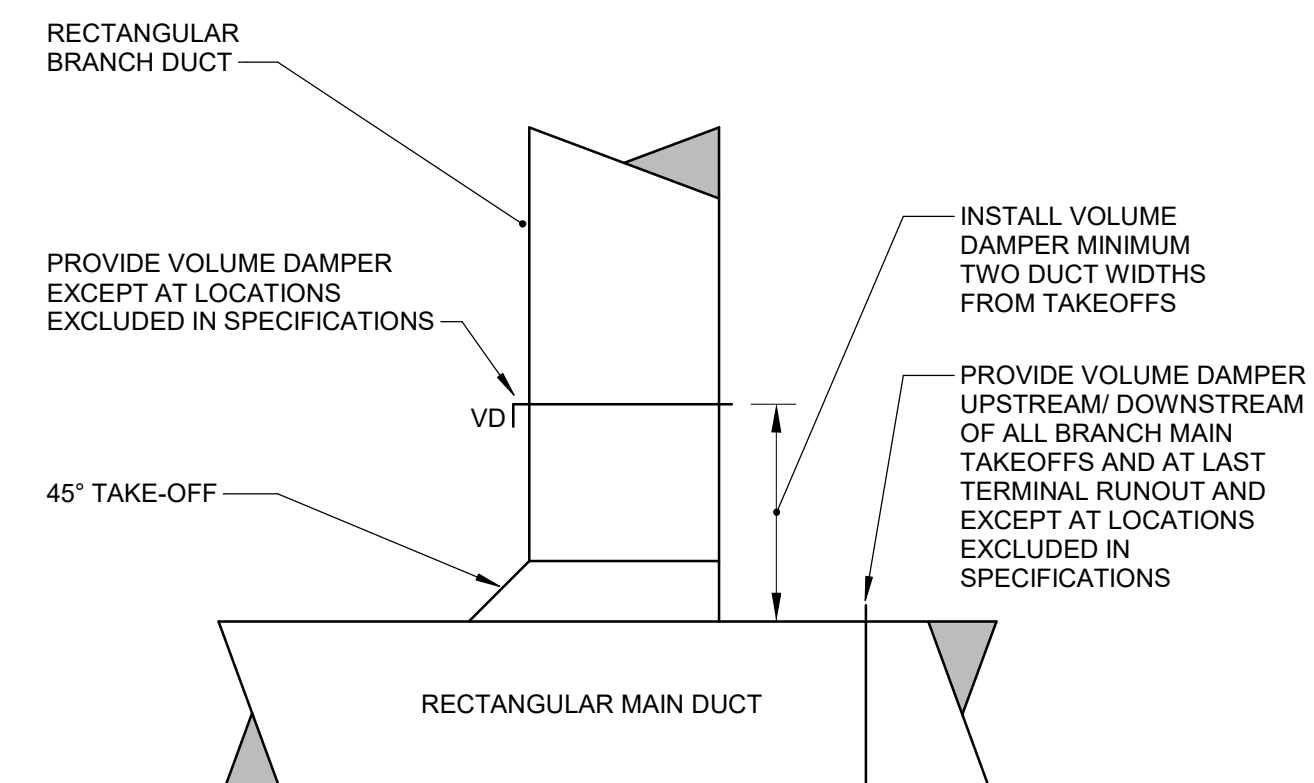 RECTANGULAR
BRANCH DUCT
PROVIDE VOLUME DAMPER
EXCEPT AT LOCATIONS
EXCLUDED IN SPECIFICATIONS
VD
45° TAKE-OFF
INSTALL VOLUME
DAMPER MINIMUM
TWO DUCT WIDTHS
FROM TAKEOFFS
PROVIDE VOLUME DAMPER
UPSTREAM/ DOWNSTREAM
OF ALL BRANCH MAIN
TAKEOFFS AND AT LAST
TERMINAL RUNOUT AND
EXCEPT AT LOCATIONS
EXCLUDED IN
SPECIFICATIONS
RECTANGULAR MAIN DUCT